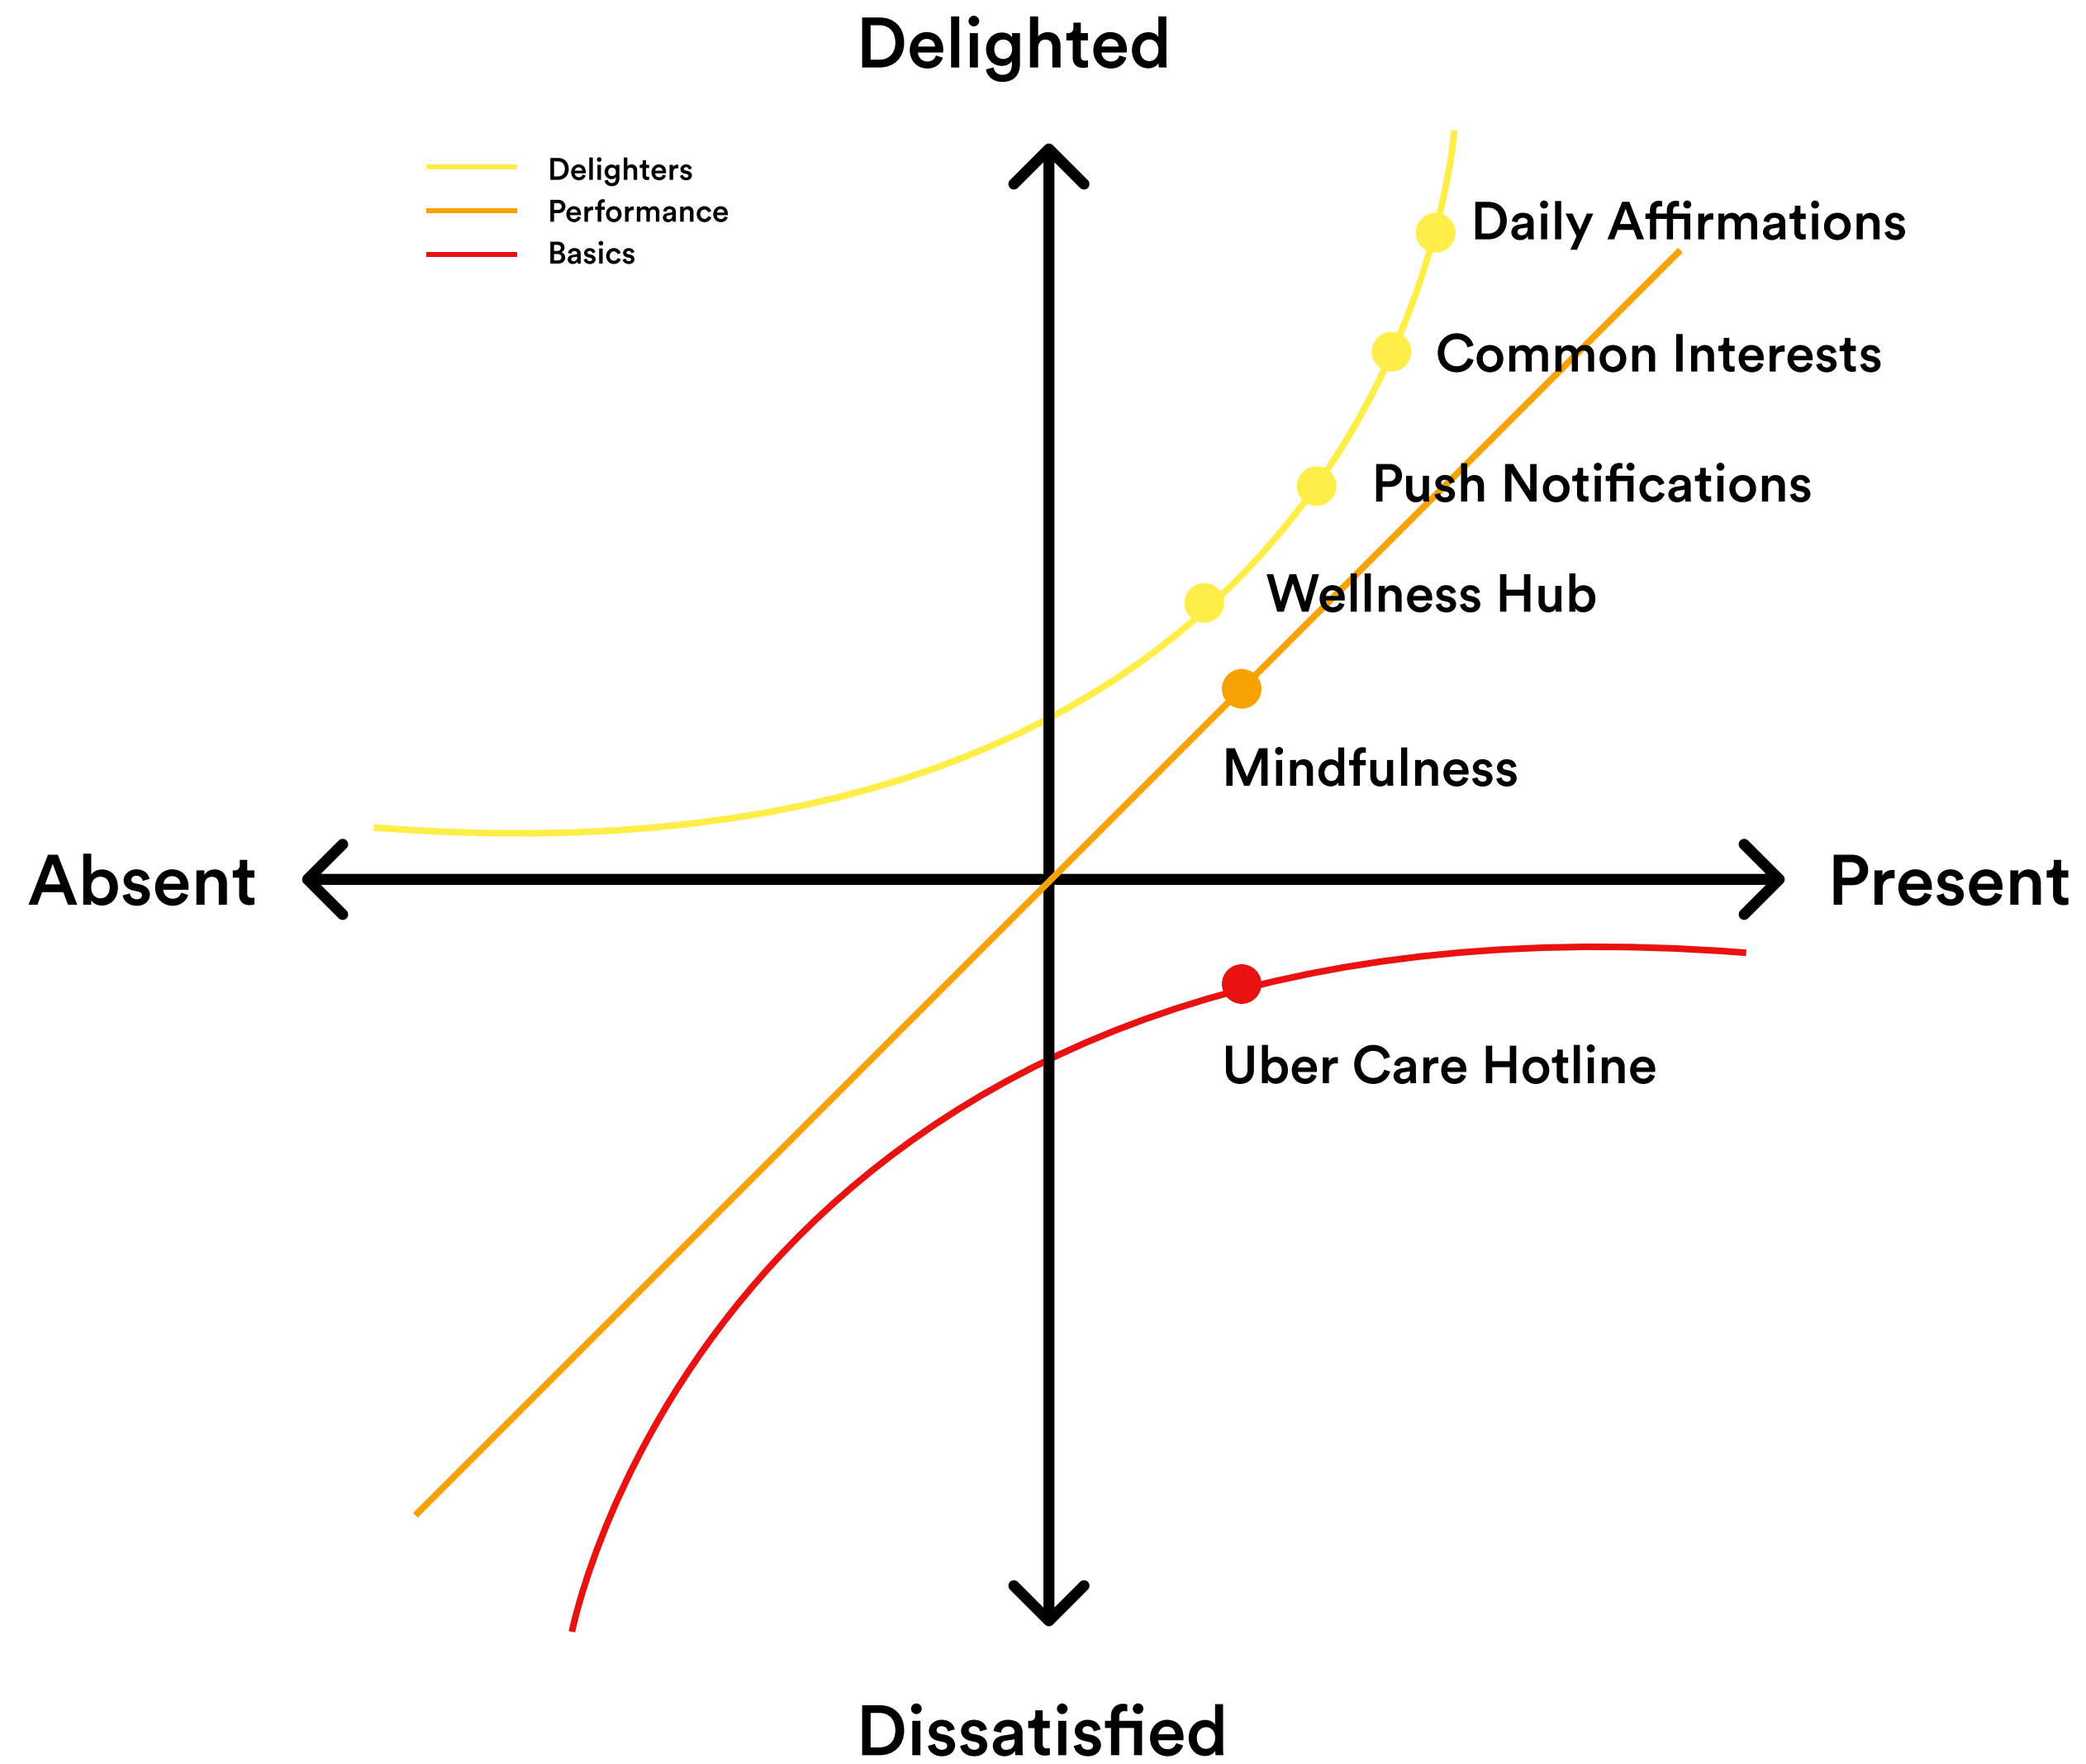 Delighted
Delighters
Performance
Basics
Daily Affirmations
Common Interests
Push Notifications
Wellness Hub
Mindfulness
Absent
Present
Uber Care Hotline
Dissatisfied